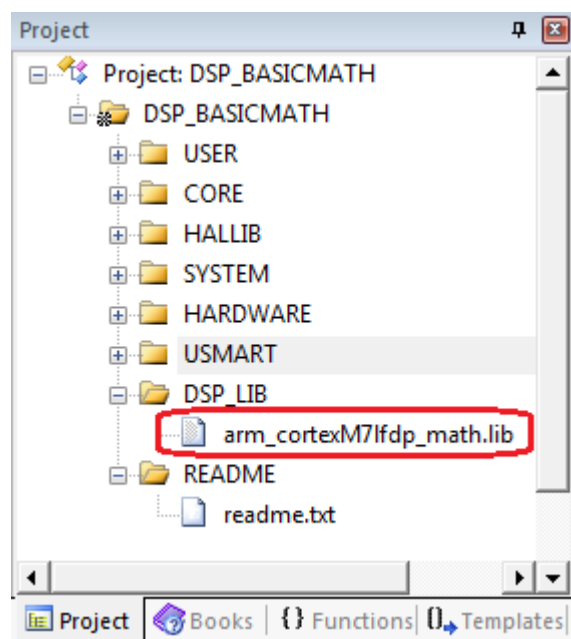 Project
Project: DSP_BASICMATH
DSP_BASICMATH
USER
CORE
HALLIB
SYSTEM
HARDWARE
USMART
DSP_LIB
arm_cortexM7lfdp_math.lib
README
readme.txt
Project Books {} Functions 0 Templates